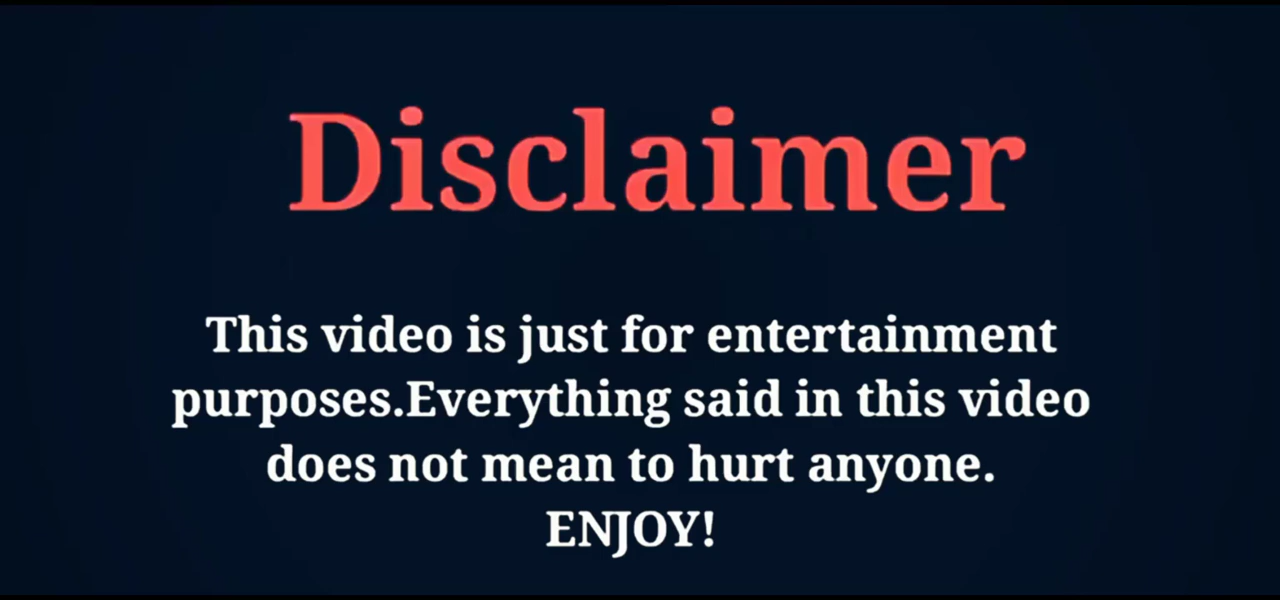 Disclaimer
This video is just for entertainment
purposes.Everything said in this video
does not mean to hurt anyone.
ENJOY!